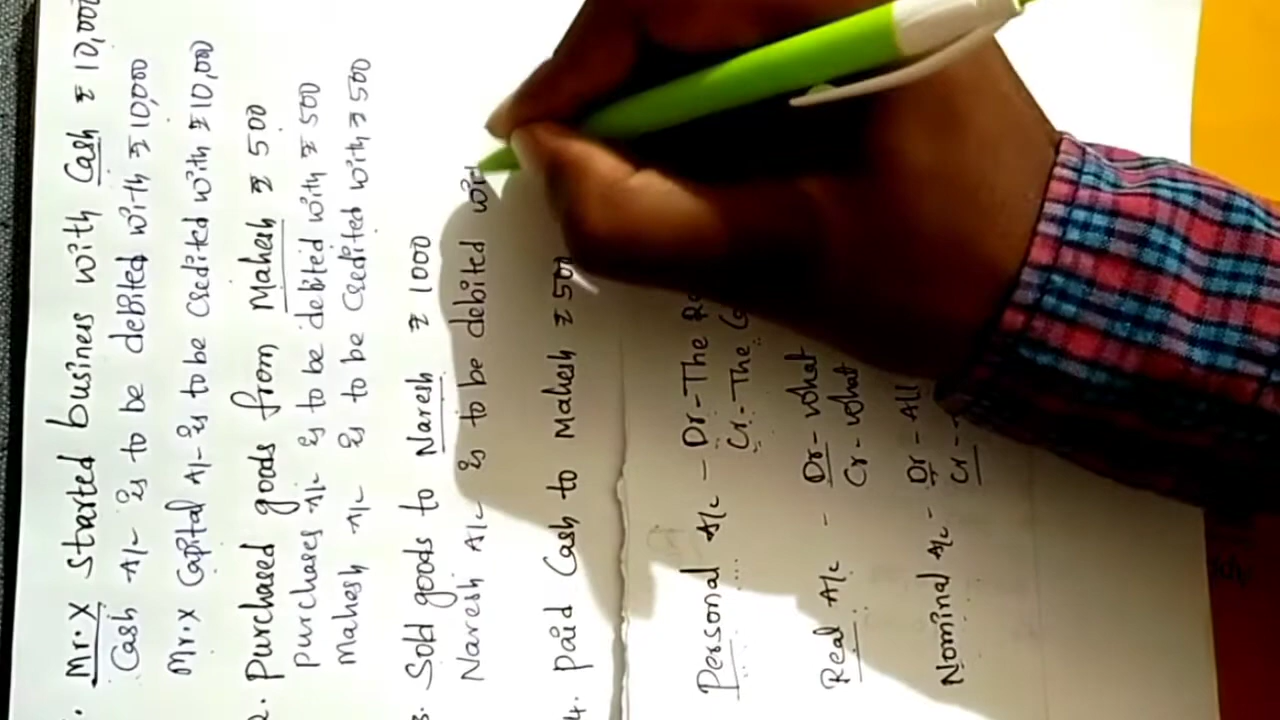 Mr. X started business with Cash ₹ 10,000
Cash A/c is to be debited with ₹ 10,000
Mr. X Capital A/c is to be credited with ₹ 10,000
2. Purchased goods from Mahesh ₹ 500
Purchases A/c is to be debited with ₹ 500
Mahesh A/c is to be credited with ₹ 500
3. Sold goods to Naresh ₹ 1000
Naresh A/c is to be debited wit
4. Paid Cash to Mahesh ₹ 500
Personal A/c - Dr - The
Cr - The
Real A/c - Dr - what
Cr - what
Nominal A/c - Dr - All
Cr -